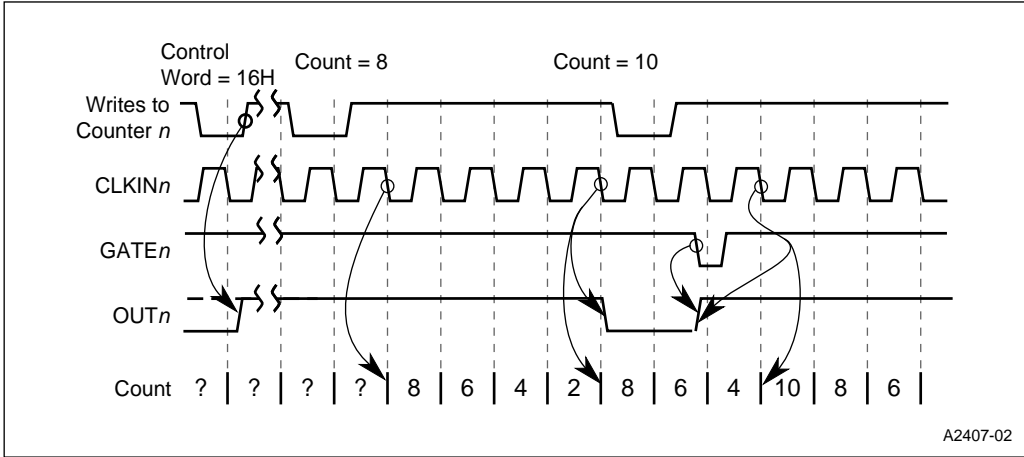 Control
Word = 16H
Count = 8
Count = 10
Writes to
Counter n
CLKINn
GATEn
OUTn
Count ? ? ? ? 8 6 4 2 8 6 4 10 8 6
A2407-02